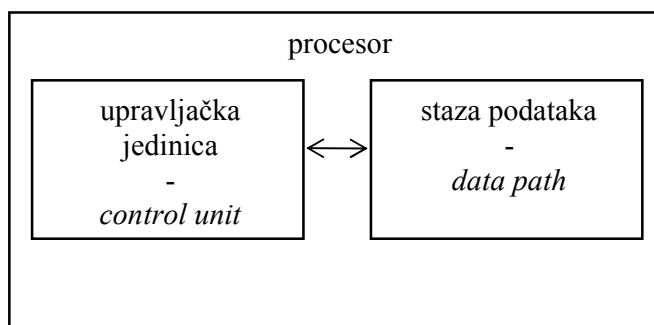 procesor
upravljačka
jedinica
-
control unit
staza podataka
-
data path